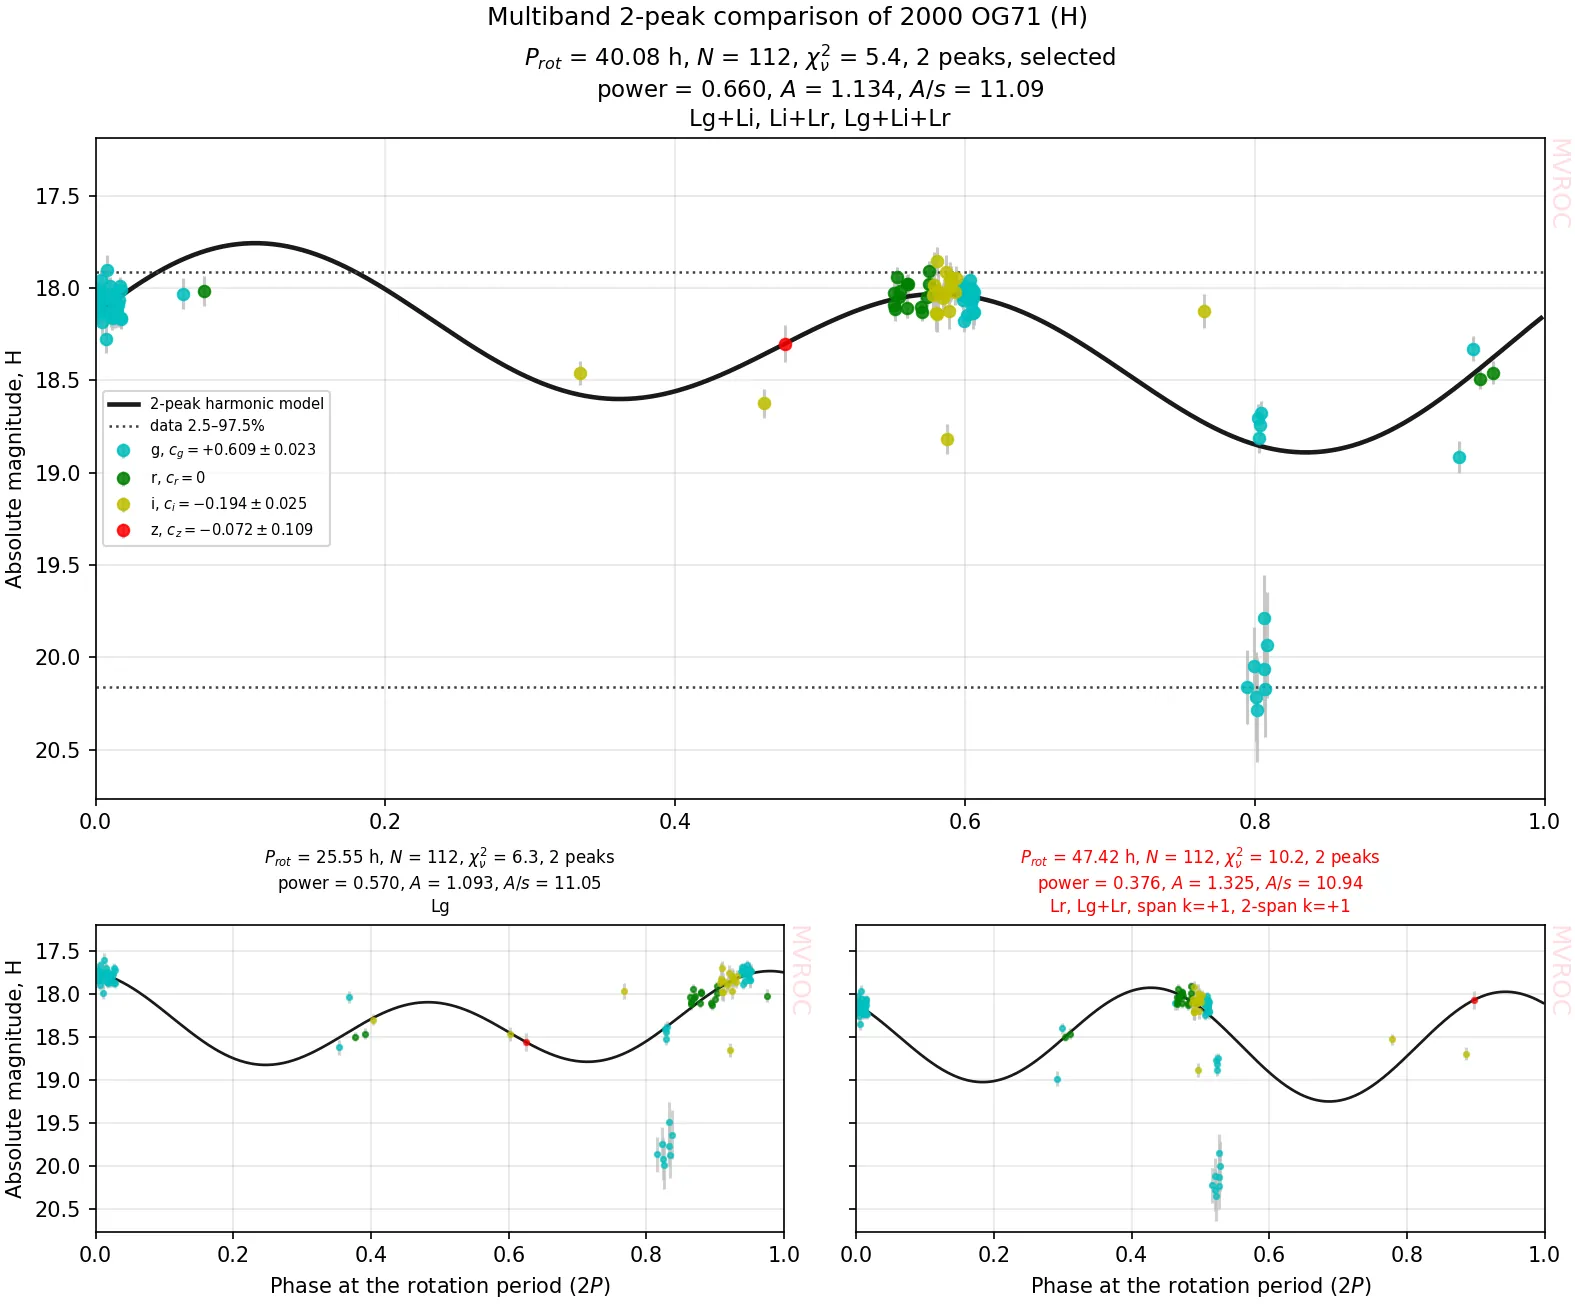 Multiband 2-peak comparison of 2000 OG71 (H)
P_rot = 40.08 h, N = 112, χ²_ν = 5.4, 2 peaks, selected
power = 0.660, A = 1.134, A/s = 11.09
Lg+Li, Li+Lr, Lg+Li+Lr
MVROC
17.5
18.0
18.5
19.0
19.5
20.0
20.5
Absolute magnitude, H
2-peak harmonic model
data 2.5–97.5%
g, c_g = +0.609 ± 0.023
r, c_r = 0
i, c_i = −0.194 ± 0.025
z, c_z = −0.072 ± 0.109
0.0 0.2 0.4 0.6 0.8 1.0
P_rot = 25.55 h, N = 112, χ²_ν = 6.3, 2 peaks
power = 0.570, A = 1.093, A/s = 11.05
Lg
MVROC
17.5
18.0
18.5
19.0
19.5
20.0
20.5
Absolute magnitude, H
0.0 0.2 0.4 0.6 0.8 1.0
Phase at the rotation period (2P)
P_rot = 47.42 h, N = 112, χ²_ν = 10.2, 2 peaks
power = 0.376, A = 1.325, A/s = 10.94
Lr, Lg+Lr, span k=+1, 2-span k=+1
MVROC
0.0 0.2 0.4 0.6 0.8 1.0
Phase at the rotation period (2P)